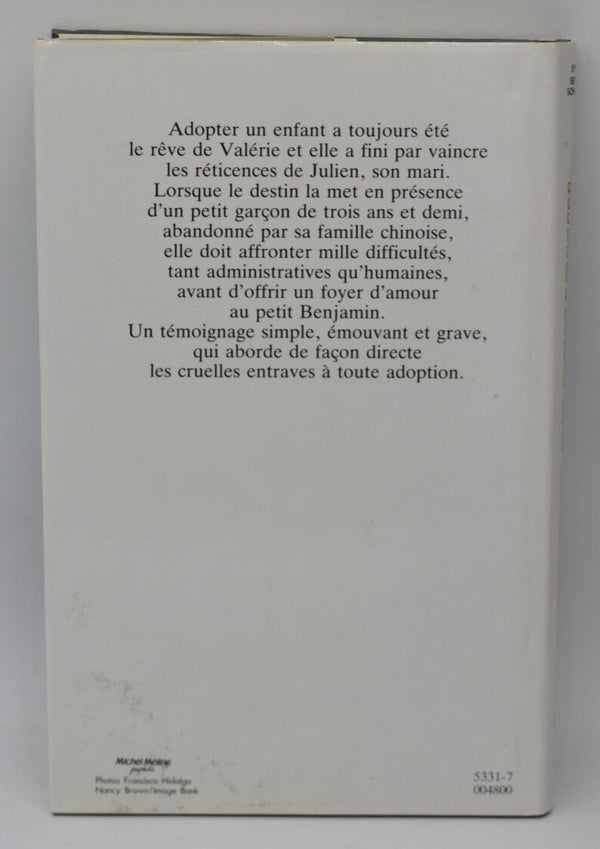 Adopter un enfant a toujours été
le rêve de Valérie et elle a fini par vaincre
les réticences de Julien, son mari.
Lorsque le destin la met en présence
d'un petit garçon de trois ans et demi,
abandonné par sa famille chinoise,
elle doit affronter mille difficultés,
tant administratives qu'humaines,
avant d'offrir un foyer d'amour
au petit Benjamin.
Un témoignage simple, émouvant et grave,
qui aborde de façon directe
les cruelles entraves à toute adoption.
Michel Méline
Photos Francisco Hidalgo
Nancy Brown/Image Bank
5331-7
004800